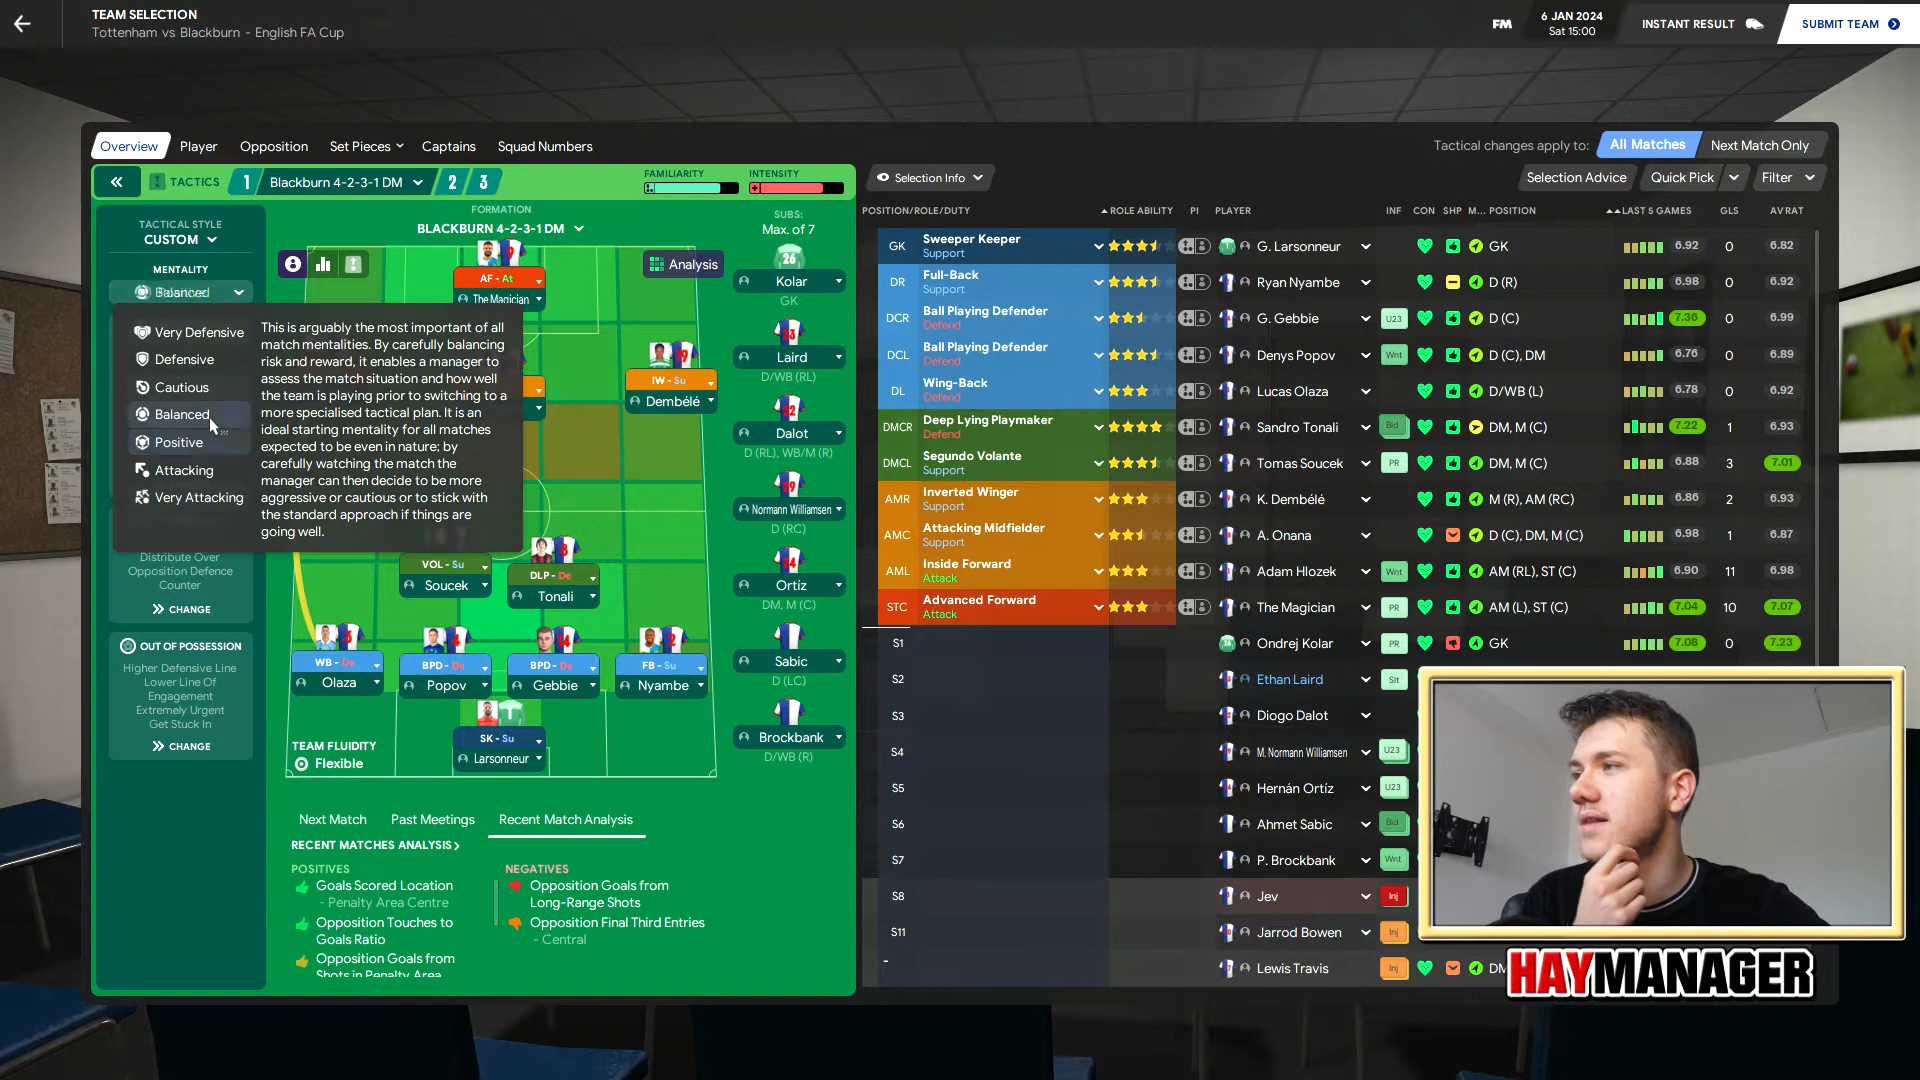 TEAM SELECTION
Tottenham vs Blackburn - English FA Cup
FM
6 JAN 2024
Sat 15:00
INSTANT RESULT
SUBMIT TEAM
Overview
Player
Opposition
Set Pieces
Captains
Squad Numbers
Tactical changes apply to:
All Matches
Next Match Only
TACTICS
1
Blackburn 4-2-3-1 DM
2
3
FAMILIARITY
INTENSITY
Selection Info
Selection Advice
Quick Pick
Filter
TACTICAL STYLE
CUSTOM
MENTALITY
Very Defensive
Defensive
Cautious
Balanced
Positive
Attacking
Very Attacking
This is arguably the most important of all
match mentalities. By carefully balancing
risk and reward, it enables a manager to
assess the match situation and how well
the team is playing prior to switching to a
more specialised tactical plan. It is an
ideal starting mentality for all matches
expected to be even in nature; by
carefully watching the match the
manager can then decide to be more
aggressive or cautious or to stick with
the standard approach if things are
going well.
Distribute Over
Opposition Defence
Counter
CHANGE
OUT OF POSSESSION
Higher Defensive Line
Lower Line Of
Engagement
Extremely Urgent
Get Stuck In
CHANGE
FORMATION
BLACKBURN 4-2-3-1 DM
Analysis
9
AF - At
The Magician
19
IW - Su
Dembélé
VOL - Su
Soucek
8
DLP - De
Tonali
3
WB - De
Olaza
4
BPD - De
Popov
14
BPD - De
Gebbie
2
FB - Su
Nyambe
1
SK - Su
Larsonneur
TEAM FLUIDITY
Flexible
SUBS:
Max. of 7
26
Kolar
GK
33
Laird
D/WB (RL)
22
Dalot
D (RL), WB/M (R)
39
Normann Williamsen
D (RC)
24
Ortíz
DM, M (C)
Sabic
D (LC)
Brockbank
D/WB (R)
Next Match
Past Meetings
Recent Match Analysis
RECENT MATCHES ANALYSIS
POSITIVES
Goals Scored Location
- Penalty Area Centre
Opposition Touches to
Goals Ratio
Opposition Goals from
Shots in Penalty Area
NEGATIVES
Opposition Goals from
Long-Range Shots
Opposition Final Third Entries
- Central
POSITION/ROLE/DUTY ROLE ABILITY PI PLAYER INF CON SHP M... POSITION LAST 5 GAMES GLS AV RAT
GK Sweeper Keeper Support G. Larsonneur GK 6.92 0 6.82
DR Full-Back Support Ryan Nyambe D (R) 6.98 0 6.92
DCR Ball Playing Defender Defend G. Gebbie U23 D (C) 7.36 0 6.99
DCL Ball Playing Defender Defend Denys Popov Wnt D (C), DM 6.76 0 6.89
DL Wing-Back Defend Lucas Olaza D/WB (L) 6.78 0 6.92
DMCR Deep Lying Playmaker Defend Sandro Tonali Bid DM, M (C) 7.22 1 6.93
DMCL Segundo Volante Support Tomas Soucek PR DM, M (C) 6.88 3 7.01
AMR Inverted Winger Support K. Dembélé M (R), AM (RC) 6.86 2 6.93
AMC Attacking Midfielder Support A. Onana D (C), DM, M (C) 6.98 1 6.87
AML Inside Forward Attack Adam Hlozek Wnt AM (RL), ST (C) 6.90 11 6.98
STC Advanced Forward Attack The Magician PR AM (L), ST (C) 7.04 10 7.07
S1 Ondrej Kolar PR GK 7.08 0 7.23
S2 Ethan Laird Slt
S3 Diogo Dalot
S4 M. Normann Williamsen U23
S5 Hernán Ortíz U23
S6 Ahmet Sabic Bid
S7 P. Brockbank Wnt
S8 Jev Inj
S11 Jarrod Bowen Inj
- Lewis Travis Inj
HAYMANAGER